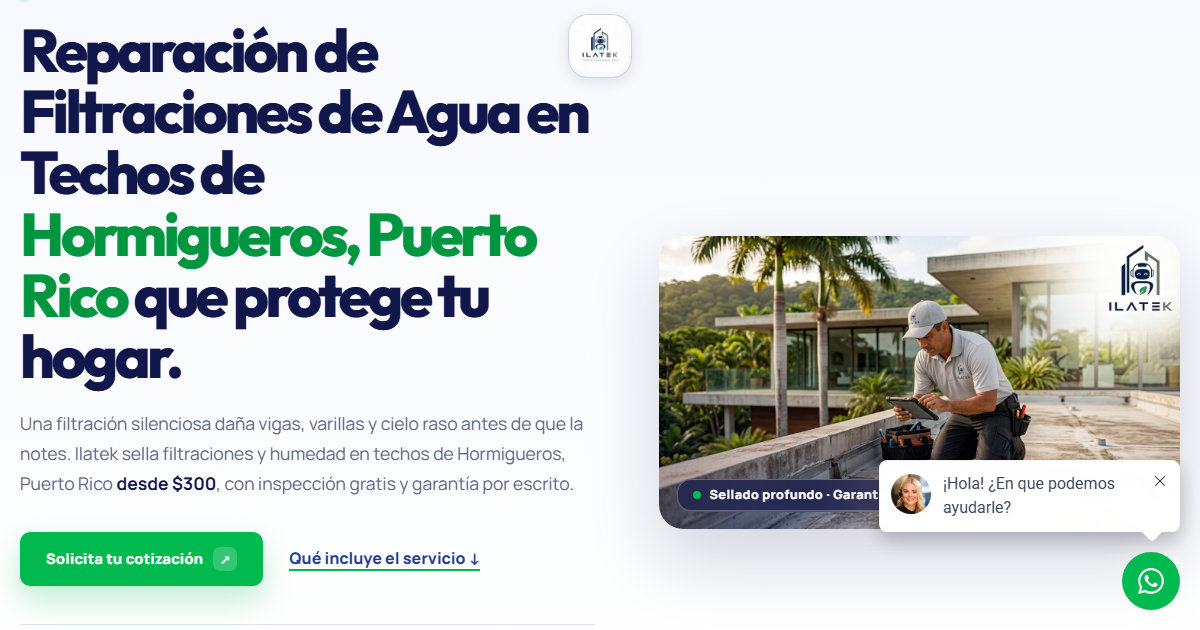 Reparación de
Filtraciones de Agua en
Techos de
Hormigueros, Puerto
Rico que protege tu
hogar.
Una filtración silenciosa daña vigas, varillas y cielo raso antes de que la
notes. Ilatek sella filtraciones y humedad en techos de Hormigueros,
Puerto Rico desde $300, con inspección gratis y garantía por escrito.
Solicita tu cotización ↗
Qué incluye el servicio ↓
ILATEK
ILATEK
Sellado profundo · Garant
¡Hola! ¿En que podemos
ayudarle?